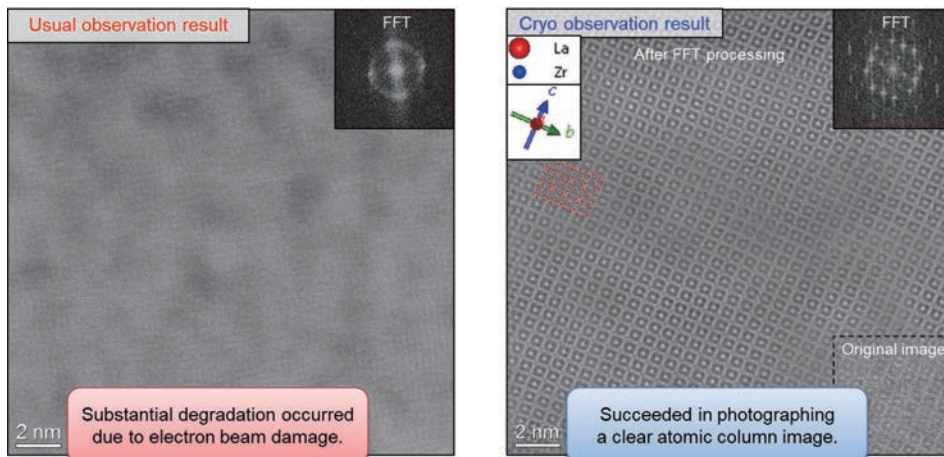 Usual observation result
FFT
2 nm
Substantial degradation occurred
due to electron beam damage.
Cryo observation result
FFT
La
Zr
After FFT processing
c
b
Original image
2 nm
Succeeded in photographing
a clear atomic column image.